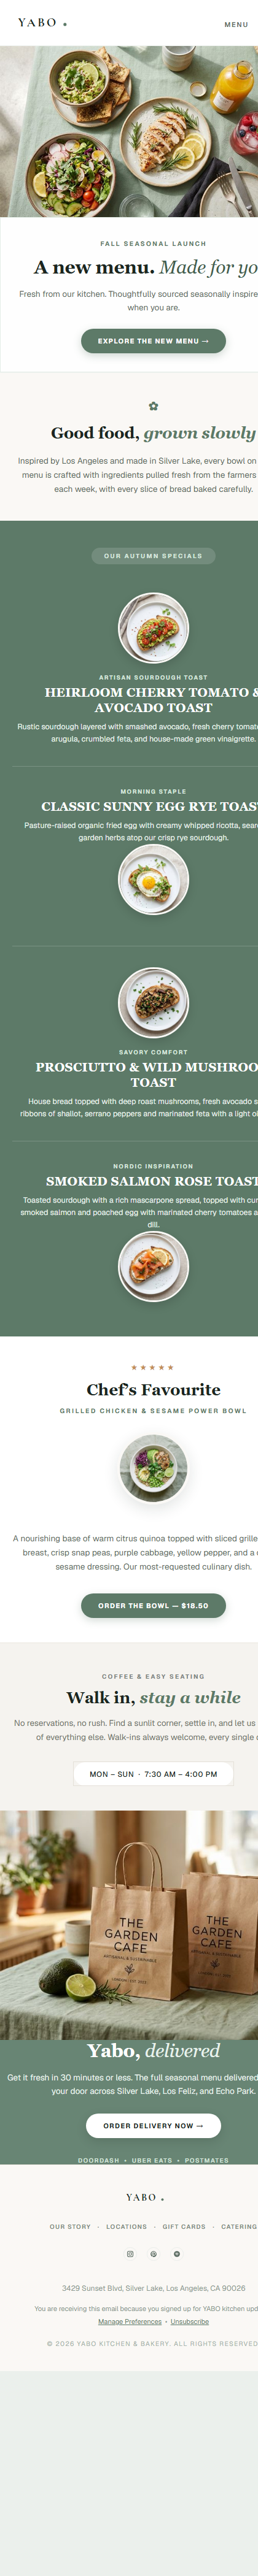 YABO
MENU
FALL SEASONAL LAUNCH
A new menu. Made for yo
Fresh from our kitchen. Thoughtfully sourced seasonally inspire
when you are.
EXPLORE THE NEW MENU →
Good food, grown slowly
Inspired by Los Angeles and made in Silver Lake, every bowl on
menu is crafted with ingredients pulled fresh from the farmers
each week, with every slice of bread baked carefully.
OUR AUTUMN SPECIALS
ARTISAN SOURDOUGH TOAST
HEIRLOOM CHERRY TOMATO &
AVOCADO TOAST
Rustic sourdough layered with smashed avocado, fresh cherry tomat
arugula, crumbled feta, and house-made green vinaigrette.
MORNING STAPLE
CLASSIC SUNNY EGG RYE TOAST
Pasture-raised organic fried egg with creamy whipped ricotta, sear
garden herbs atop our crisp rye sourdough.
SAVORY COMFORT
PROSCIUTTO & WILD MUSHROO
TOAST
House bread topped with deep roast mushrooms, fresh avocado s
ribbons of shallot, serrano peppers and marinated feta with a light oi
NORDIC INSPIRATION
SMOKED SALMON ROSE TOAST
Toasted sourdough with a rich mascarpone spread, topped with cur
smoked salmon and poached egg with marinated cherry tomatoes a
dill.
★★★★★
Chef's Favourite
GRILLED CHICKEN & SESAME POWER BOWL
A nourishing base of warm citrus quinoa topped with sliced grille
breast, crisp snap peas, purple cabbage, yellow pepper, and a
sesame dressing. Our most-requested culinary dish.
ORDER THE BOWL — $18.50
COFFEE & EASY SEATING
Walk in, stay a while
No reservations, no rush. Find a sunlit corner, settle in, and let us
of everything else. Walk-ins always welcome, every single
MON – SUN · 7:30 AM – 4:00 PM
THE
GARDEN
CAFE
ARTISANAL & SUSTAINABLE
THE
GARDEN
CAFE
Yabo, delivered
Get it fresh in 30 minutes or less. The full seasonal menu delivered
your door across Silver Lake, Los Feliz, and Echo Park.
ORDER DELIVERY NOW →
DOORDASH • UBER EATS • POSTMATES
YABO
OUR STORY · LOCATIONS · GIFT CARDS · CATERING
3429 Sunset Blvd, Silver Lake, Los Angeles, CA 90026
You are receiving this email because you signed up for YABO kitchen upd
Manage Preferences • Unsubscribe
© 2026 YABO KITCHEN & BAKERY. ALL RIGHTS RESERVED